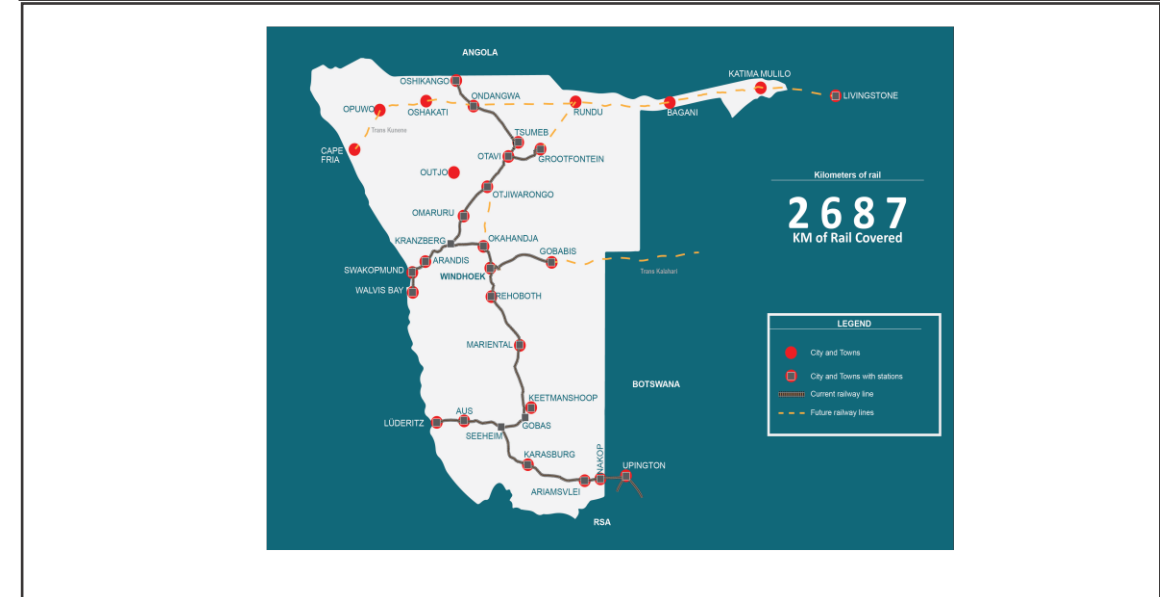 ANGOLA
KATIMA MULILO
OSHIKANGO
LIVINGSTONE
ONDANGWA
OPUWO
OSHAKATI
RUNDU
BAGANI
Trans Kunene
TSUMEB
CAPE
FRIA
OTAVI
GROOTFONTEIN
OUTJO
Kilometers of rail
OTJIWARONGO
2687
KM of Rail Covered
OMARURU
KRANZBERG
OKAHANDJA
GOBABIS
ARANDIS
SWAKOPMUND
WINDHOEK
Trans Kalahari
WALVIS BAY
REHOBOTH
LEGEND
MARIENTAL
City and Towns
City and Towns with stations
BOTSWANA
Current railway line
KEETMANSHOOP
Future railway lines
AUS
LÜDERITZ
GOBAS
SEEHEIM
KARASBURG
NAKOP
UPINGTON
ARIAMSVLEI
RSA